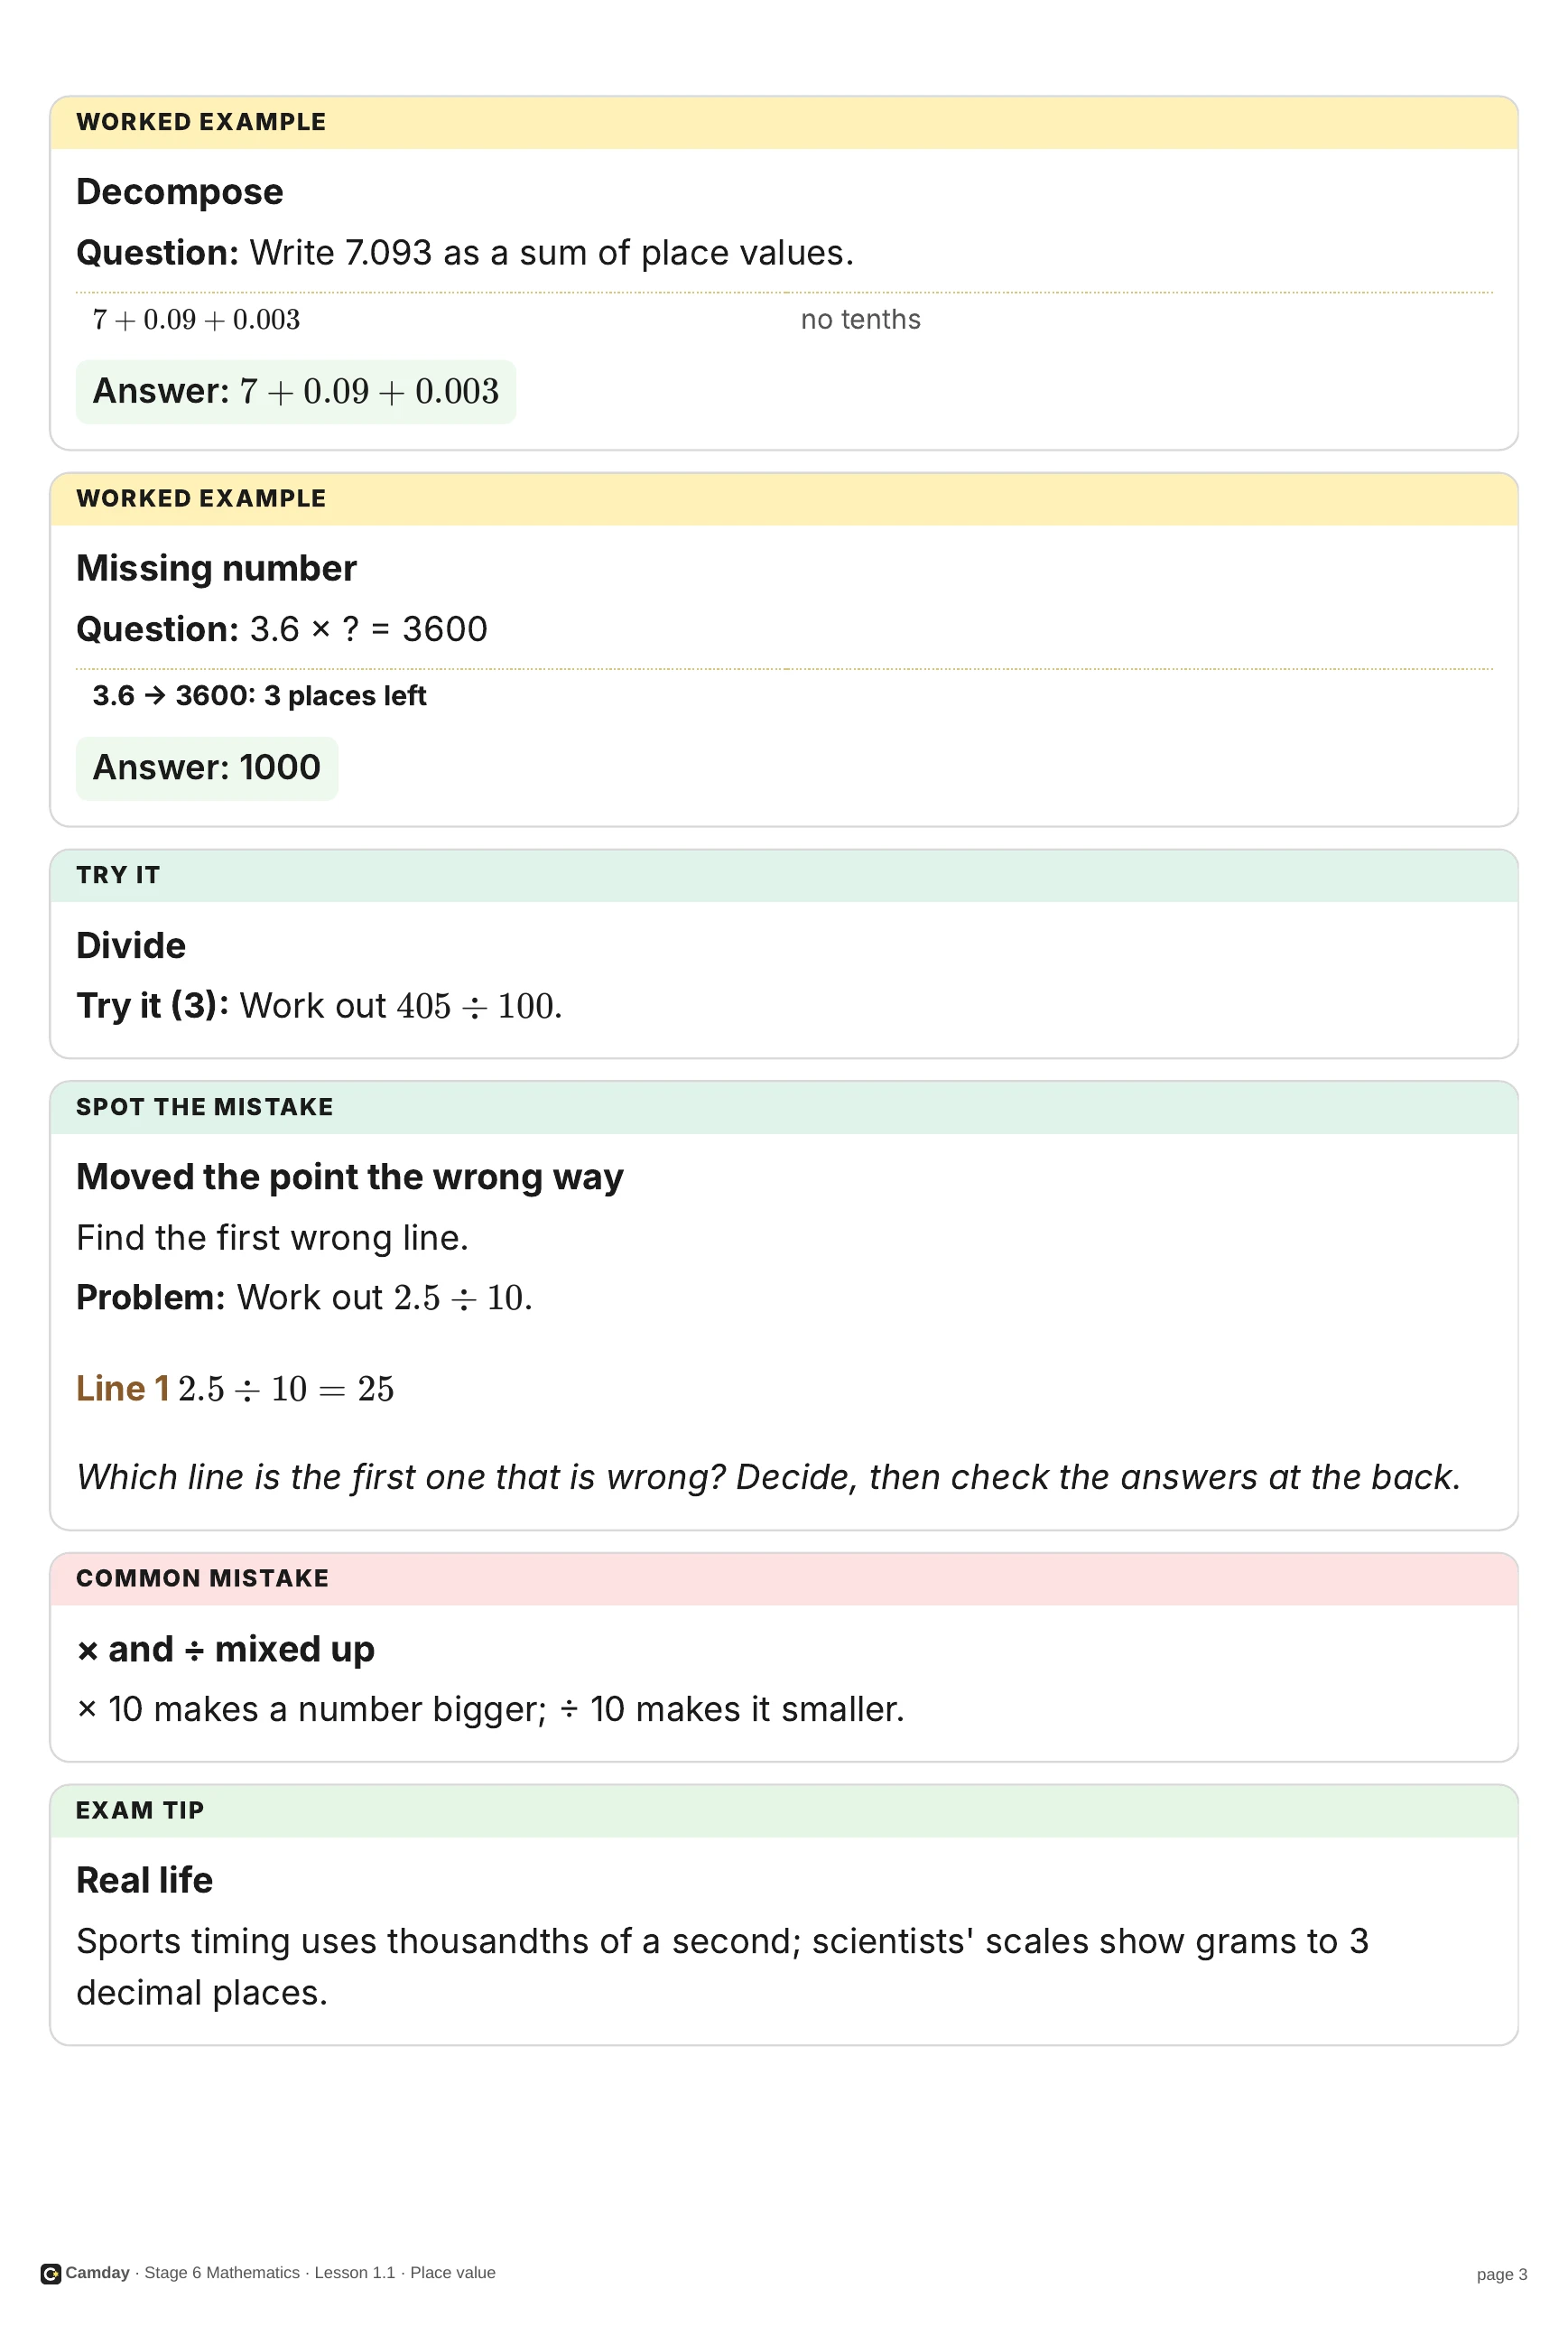 WORKED EXAMPLE
Decompose
Question: Write 7.093 as a sum of place values.
7 + 0.09 + 0.003 no tenths
Answer: 7 + 0.09 + 0.003
WORKED EXAMPLE
Missing number
Question: 3.6 × ? = 3600
3.6 → 3600: 3 places left
Answer: 1000
TRY IT
Divide
Try it (3): Work out 405 ÷ 100.
SPOT THE MISTAKE
Moved the point the wrong way
Find the first wrong line.
Problem: Work out 2.5 ÷ 10.
Line 1 2.5 ÷ 10 = 25
Which line is the first one that is wrong? Decide, then check the answers at the back.
COMMON MISTAKE
× and ÷ mixed up
× 10 makes a number bigger; ÷ 10 makes it smaller.
EXAM TIP
Real life
Sports timing uses thousandths of a second; scientists' scales show grams to 3
decimal places.
Camday · Stage 6 Mathematics · Lesson 1.1 · Place value page 3